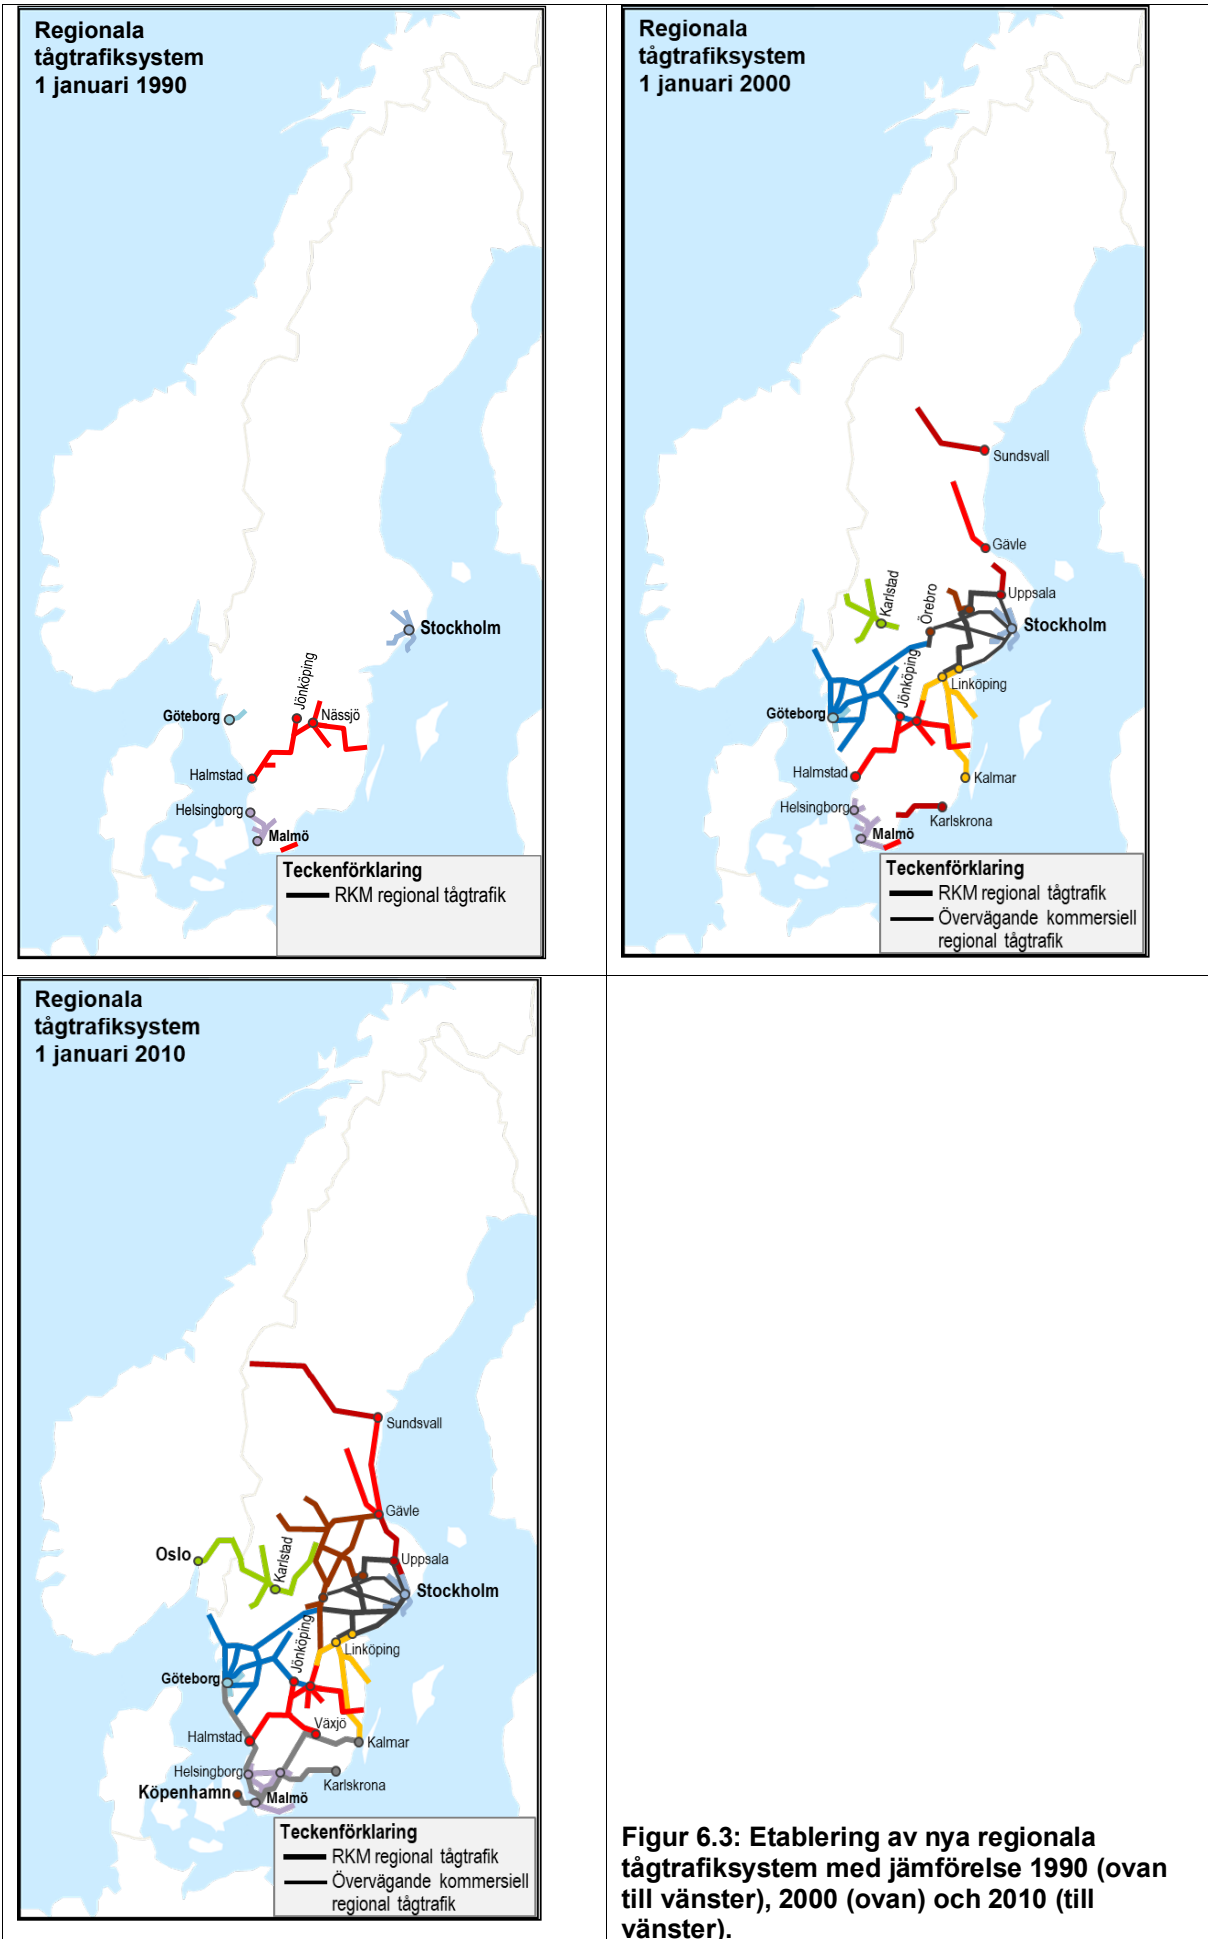 Regionala
tågtrafiksystem
1 januari 1990
Stockholm
Jönköping
Göteborg
Nässjö
Halmstad
Helsingborg
Malmö
Teckenförklaring
RKM regional tågtrafik
Regionala
tågtrafiksystem
1 januari 2000
Sundsvall
Gävle
Karlstad
Örebro
Uppsala
Stockholm
Jönköping
Linköping
Göteborg
Halmstad
Kalmar
Helsingborg
Karlskrona
Malmö
Teckenförklaring
RKM regional tågtrafik
Övervägande kommersiell
regional tågtrafik
Regionala
tågtrafiksystem
1 januari 2010
Sundsvall
Gävle
Oslo
Karlstad
Uppsala
Stockholm
Jönköping
Linköping
Göteborg
Växjö
Halmstad
Kalmar
Helsingborg
Karlskrona
Köpenhamn
Malmö
Teckenförklaring
RKM regional tågtrafik
Övervägande kommersiell
regional tågtrafik
Figur 6.3: Etablering av nya regionala
tågtrafiksystem med jämförelse 1990 (ovan
till vänster), 2000 (ovan) och 2010 (till
vänster).